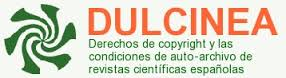 DULCINEA
Derechos de copyright y las
condiciones de auto-archivo de
revistas científicas españolas